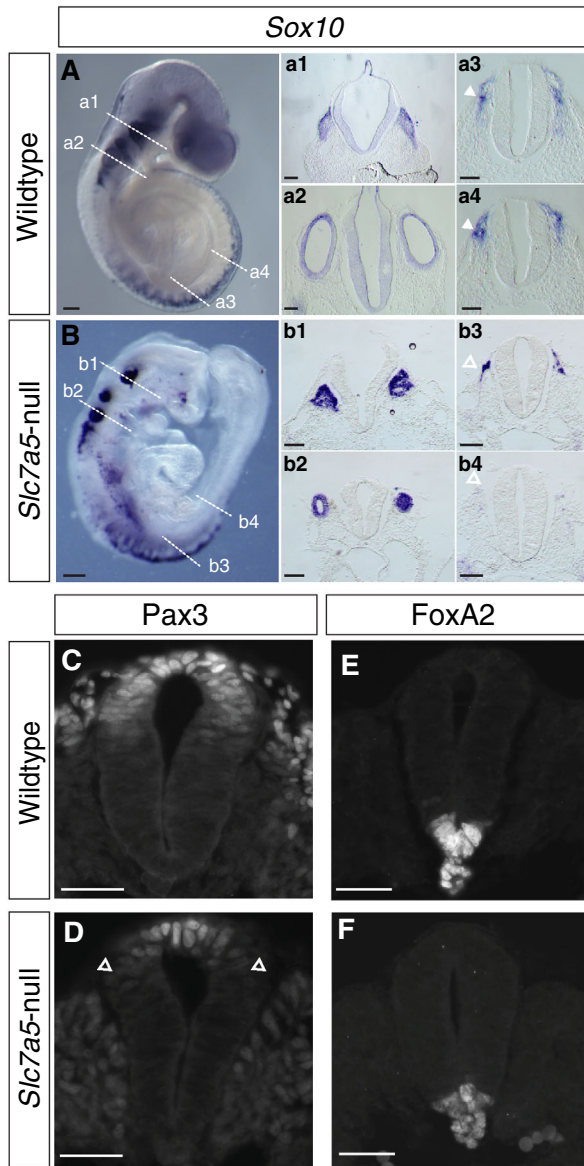 Sox10
Wildtype
A
a1
a2
a4
a3
a1
a3
a2
a4
Slc7a5-null
B
b1
b2
b4
b3
b1
b3
b2
b4
Pax3
FoxA2
Wildtype
C
E
Slc7a5-null
D
F